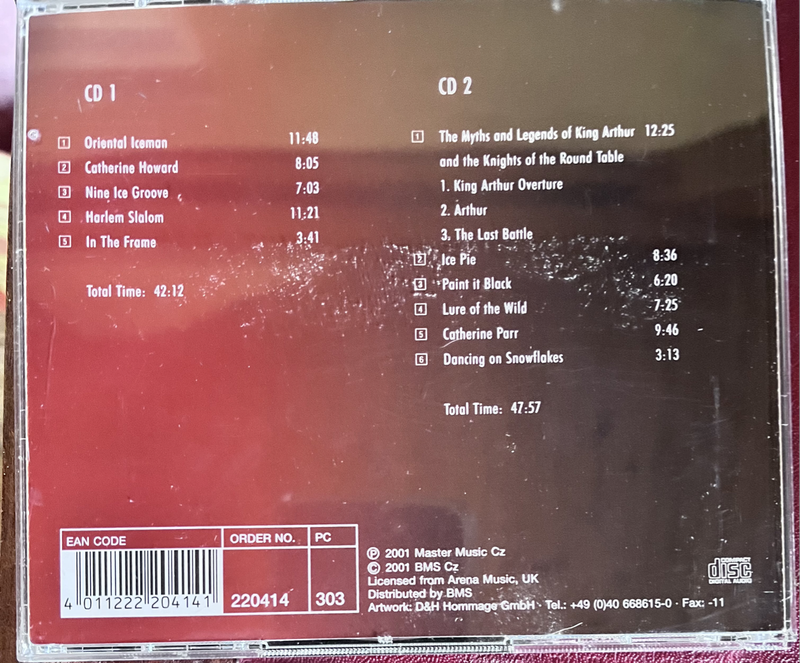 CD 1
1 Oriental Iceman 11:48
2 Catherine Howard 8:05
3 Nine Ice Groove 7:03
4 Harlem Slalom 11:21
5 In The Frame 3:41
Total Time: 42:12
CD 2
1 The Myths and Legends of King Arthur 12:25
and the Knights of the Round Table
1. King Arthur Overture
2. Arthur
3. The Last Battle
2 Ice Pie 8:36
3 Paint it Black 6:20
4 Lure of the Wild 7:25
5 Catherine Parr 9:46
6 Dancing on Snowflakes 3:13
Total Time: 47:57
EAN CODE
4 011222 204141
ORDER NO.
220414
PC
303
℗ 2001 Master Music Cz
© 2001 BMS Cz
Licensed from Arena Music, UK
Distributed by BMS
Artwork: D&H Hommage GmbH · Tel.: +49 (0)40 668615-0 · Fax: -11
COMPACT
disc
DIGITAL AUDIO